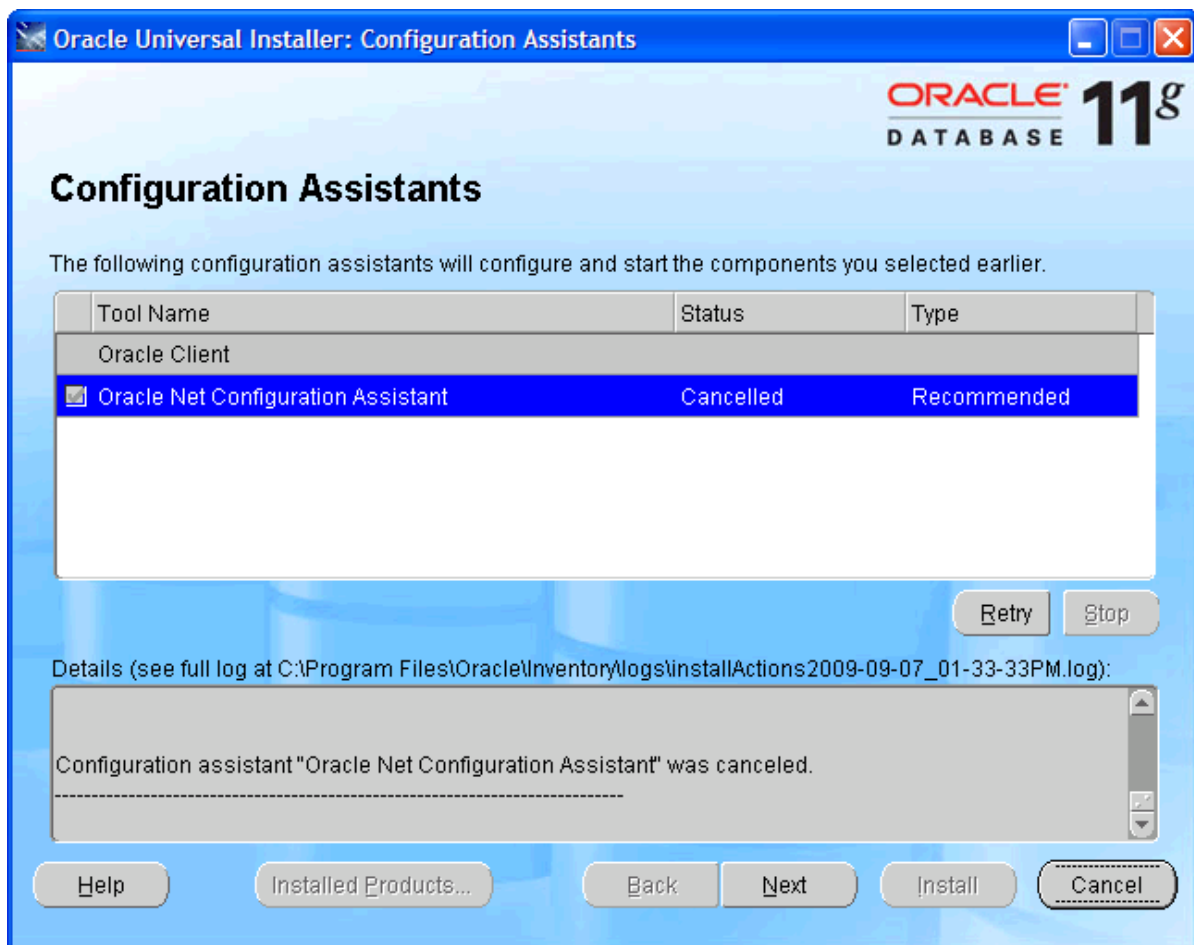 Oracle Universal Installer: Configuration Assistants
ORACLE 11g
DATABASE
Configuration Assistants
The following configuration assistants will configure and start the components you selected earlier.
Tool Name Status Type
Oracle Client
Oracle Net Configuration Assistant Cancelled Recommended
Retry Stop
Details (see full log at C:\Program Files\Oracle\Inventory\logs\installActions2009-09-07_01-33-33PM.log):
Configuration assistant "Oracle Net Configuration Assistant" was canceled.
-----------------------------------------------------------------------------
Help Installed Products... Back Next Install Cancel